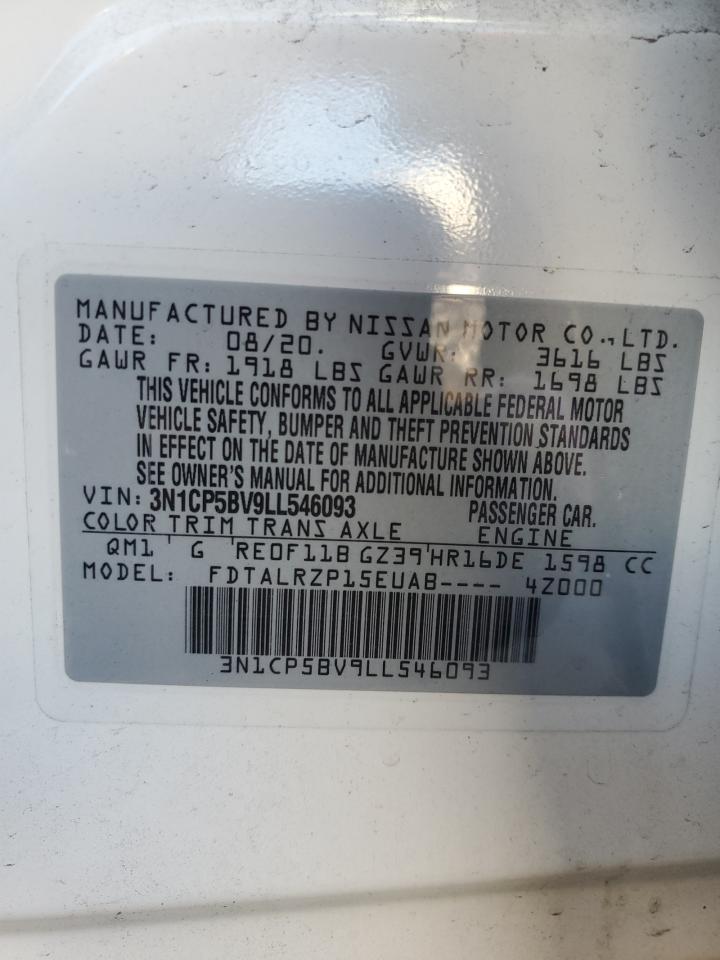 MANUFACTURED BY NISSAN MOTOR CO., LTD.
DATE: 08/20. GVWR: 3616 LBS
GAWR FR: 1918 LBS GAWR RR: 1698 LBS
THIS VEHICLE CONFORMS TO ALL APPLICABLE FEDERAL MOTOR
VEHICLE SAFETY, BUMPER AND THEFT PREVENTION STANDARDS
IN EFFECT ON THE DATE OF MANUFACTURE SHOWN ABOVE.
SEE OWNER'S MANUAL FOR ADDITIONAL INFORMATION.
VIN: 3N1CP5BV9LL546093 PASSENGER CAR.
COLOR TRIM TRANS AXLE ENGINE
QM1 G RE0F11B GZ39 HR16DE 1598 CC
MODEL: FDTALRZP15EUAB---- 4Z000
3N1CP5BV9LL546093